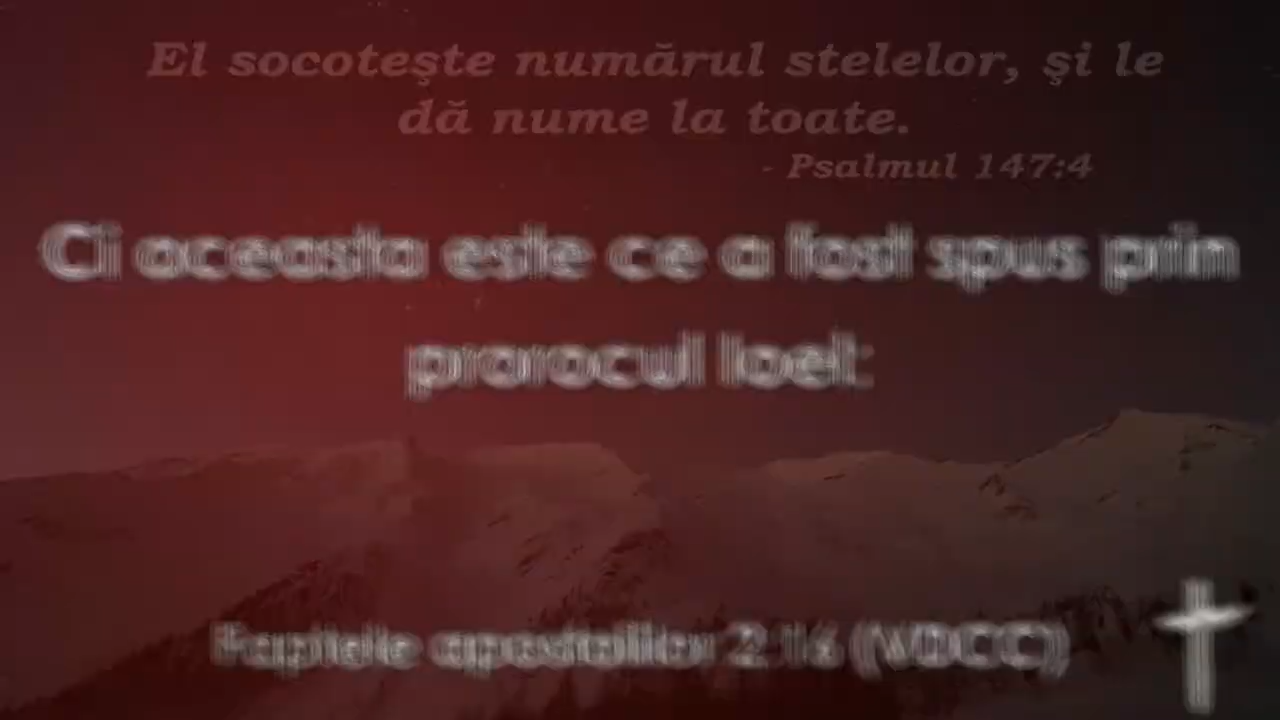 El socoteşte numărul stelelor, şi le
dă nume la toate.
- Psalmul 147:4
Ci aceasta este ce a fost spus prin
prorocul Ioel:
Faptele apostolilor 2:16 (VDCC)